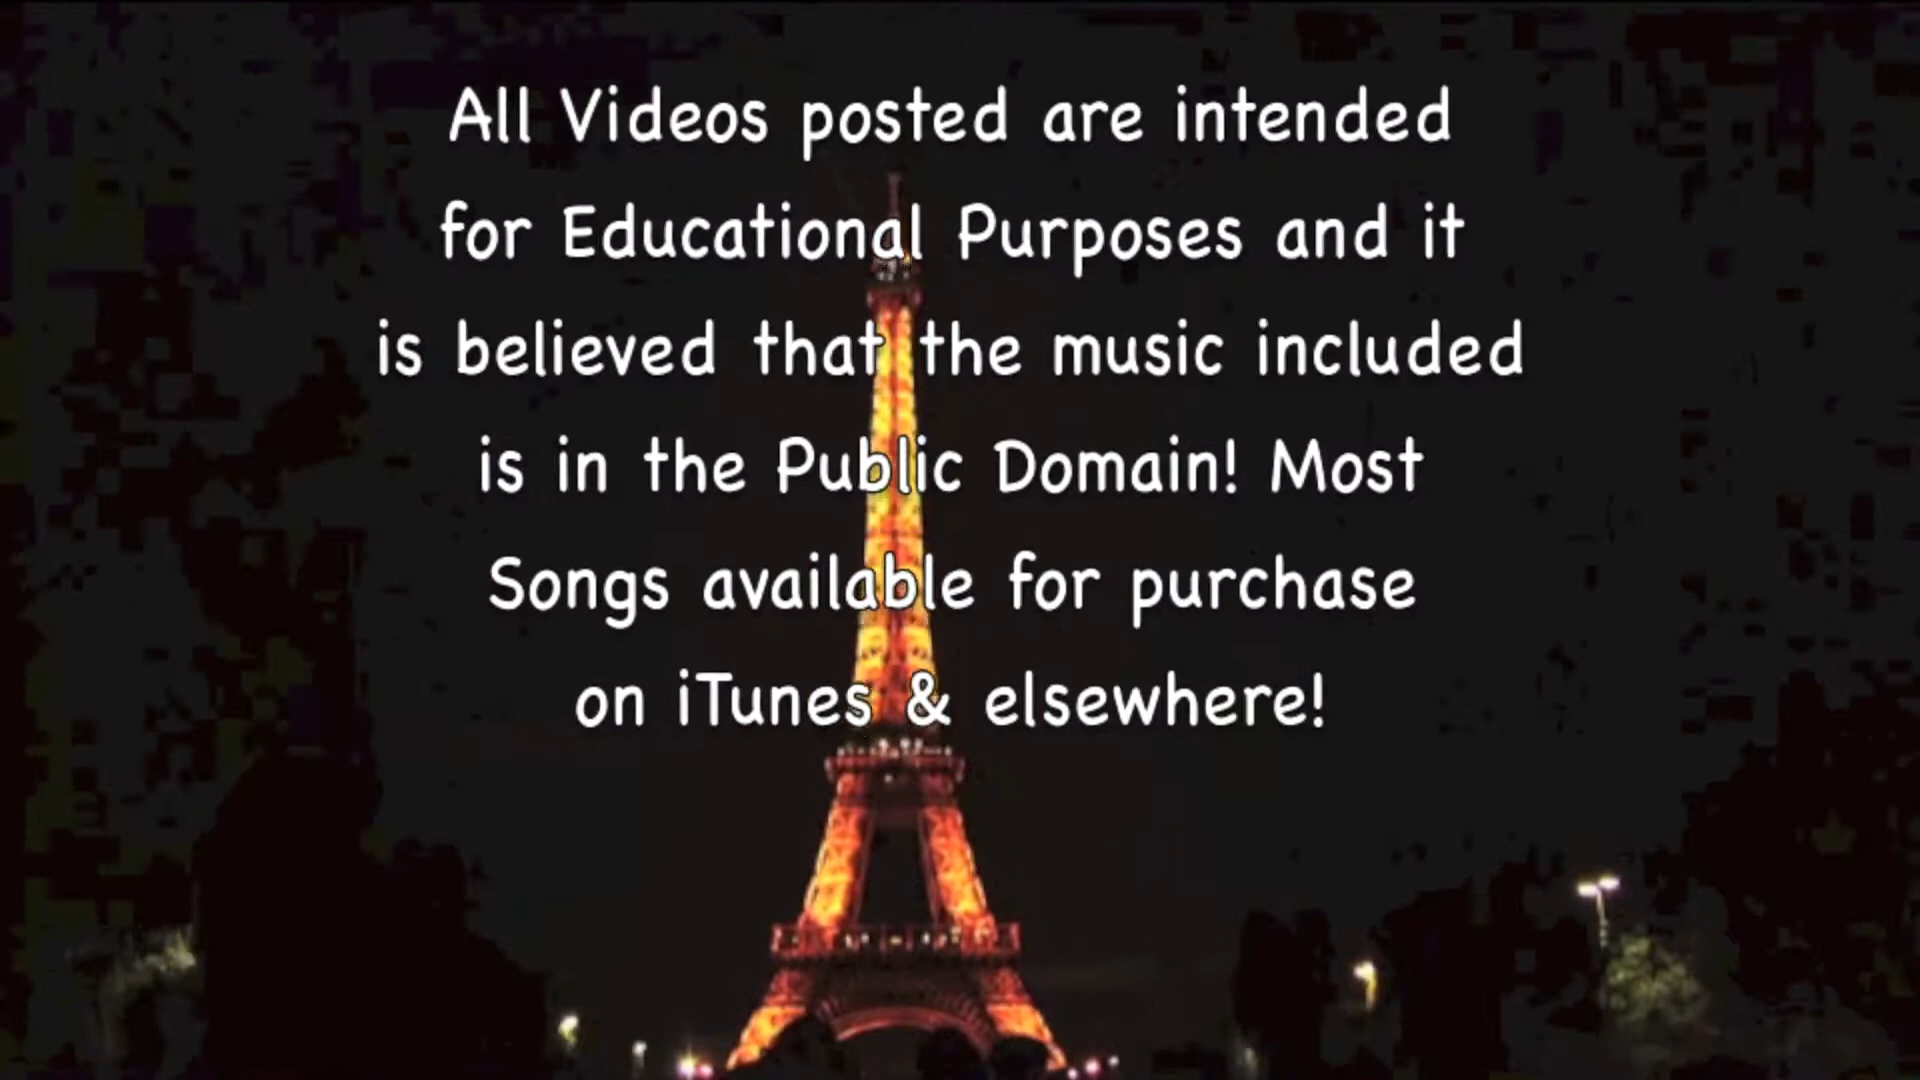 All Videos posted are intended
for Educational Purposes and it
is believed that the music included
is in the Public Domain! Most
Songs available for purchase
on iTunes & elsewhere!